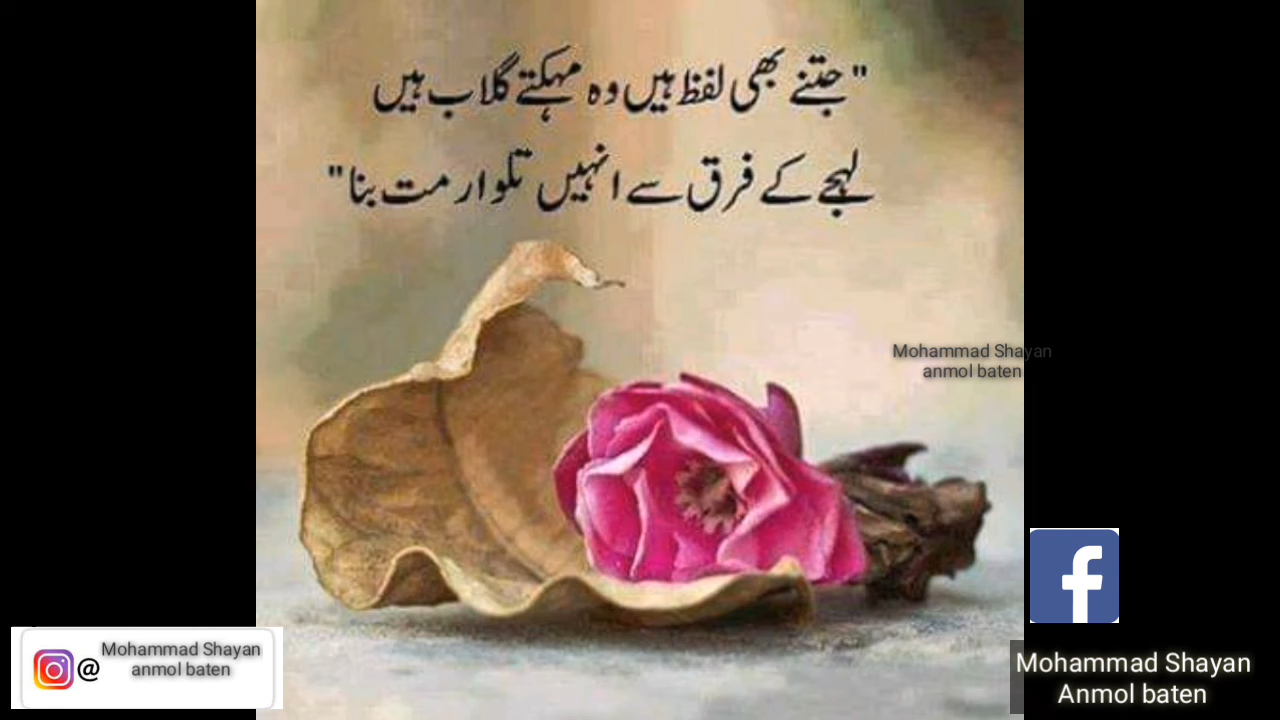 "جتنے بھی لفظ ہیں وہ مہکتے گلاب ہیں
لہجے کے فرق سے انہیں تلوار مت بنا"
Mohammad Shayan
anmol baten
@ Mohammad Shayan
anmol baten
Mohammad Shayan
Anmol baten